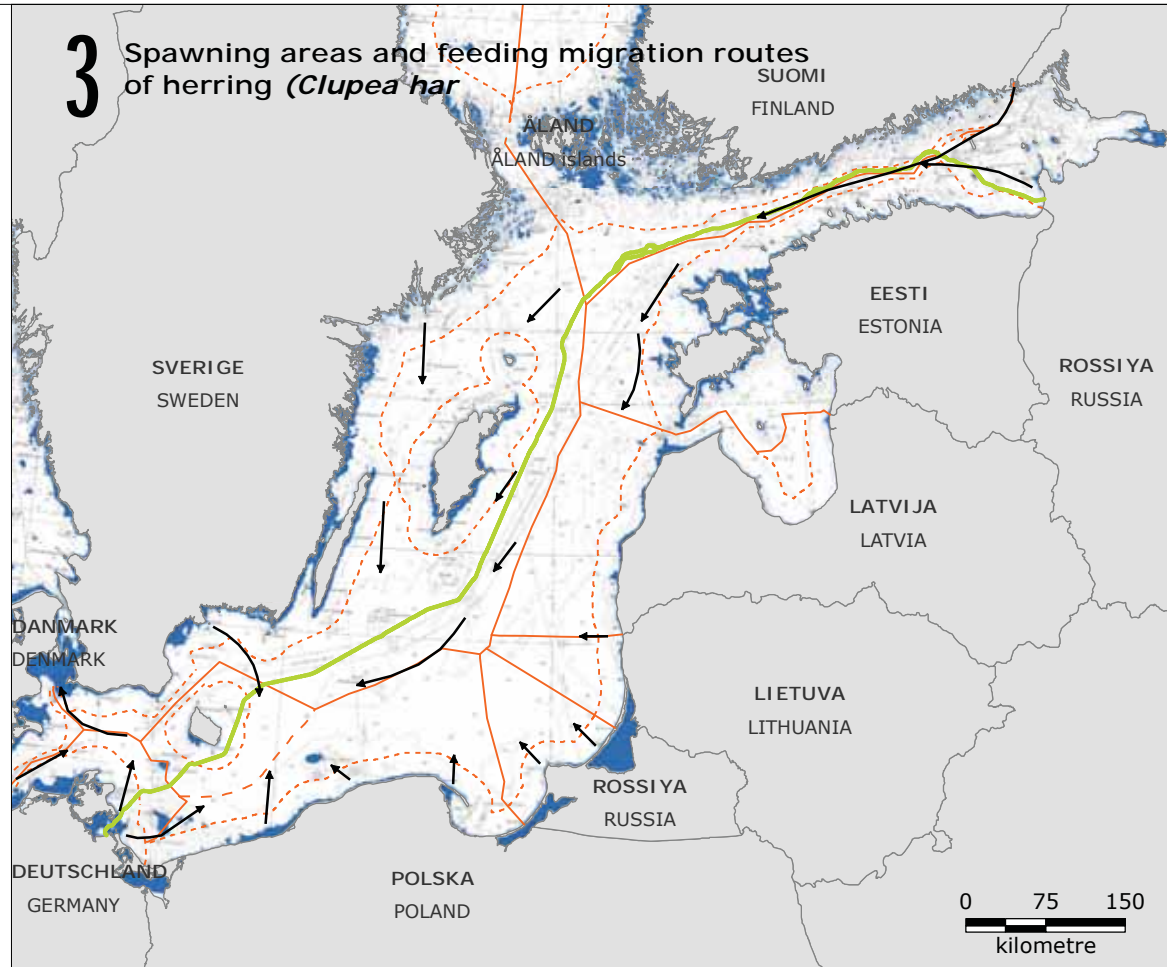 3
Spawning areas and feeding migration routes
of herring (Clupea har
SUOMI
FINLAND
ÅLAND
ÅLAND islands
EESTI
ESTONIA
ROSSIYA
RUSSIA
SVERIGE
SWEDEN
LATVIJA
LATVIA
DANMARK
DENMARK
LIETUVA
LITHUANIA
ROSSIYA
RUSSIA
DEUTSCHLAND
GERMANY
POLSKA
POLAND
0 75 150
kilometre